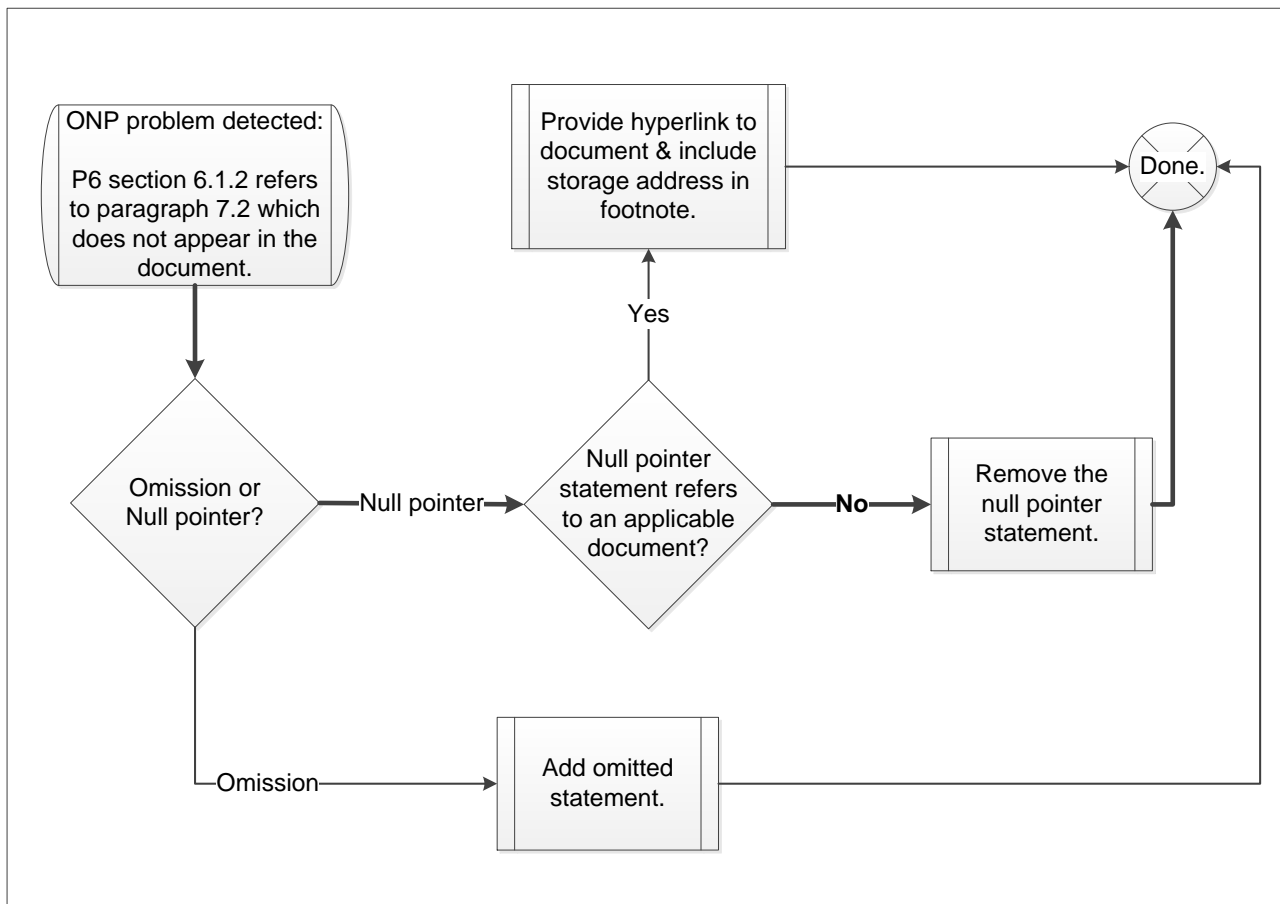 ONP problem detected:
P6 section 6.1.2 refers
to paragraph 7.2 which
does not appear in the
document.
Provide hyperlink to
document & include
storage address in
footnote.
Done.
Yes
Omission or
Null pointer?
Null pointer
Null pointer
statement refers
to an applicable
document?
No
Remove the
null pointer
statement.
Omission
Add omitted
statement.